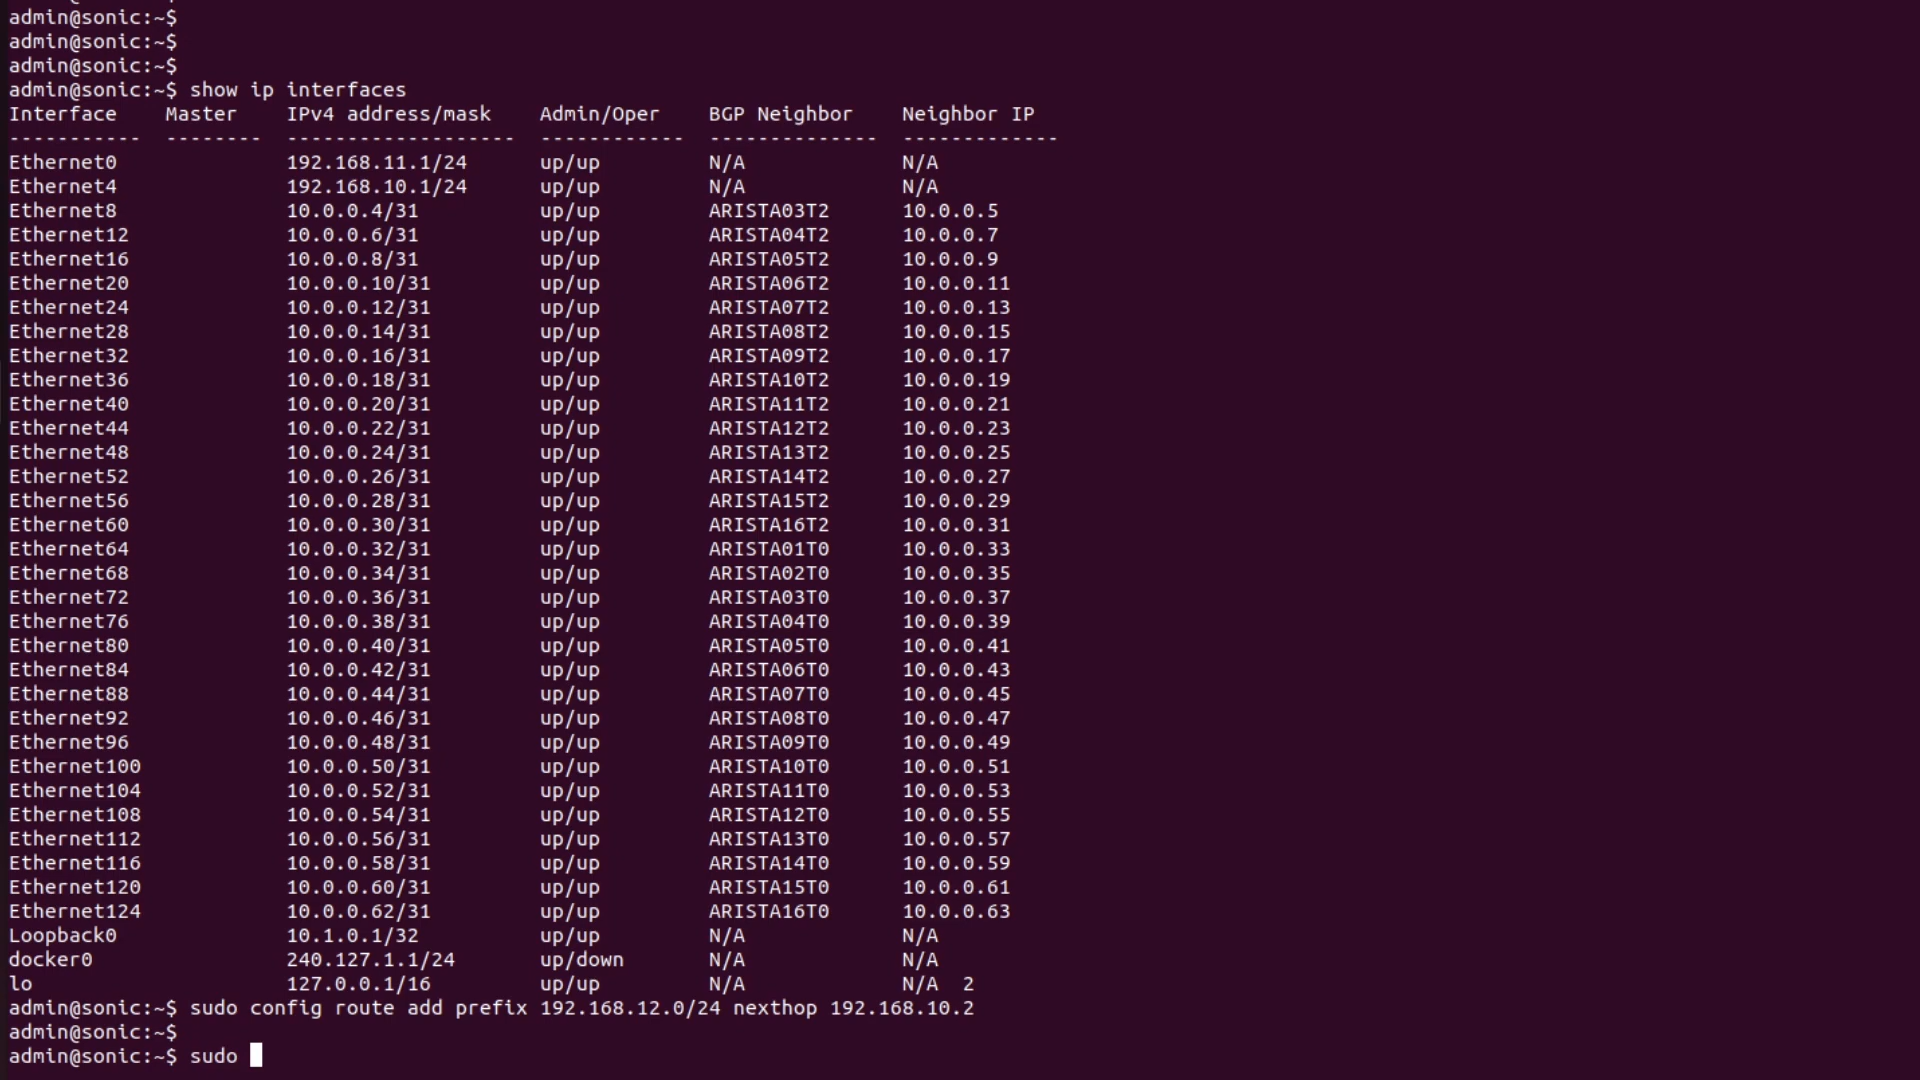 admin@sonic:~$
admin@sonic:~$
admin@sonic:~$
admin@sonic:~$ show ip interfaces
Interface    Master    IPv4 address/mask    Admin/Oper    BGP Neighbor    Neighbor IP
-----------  --------  -------------------  ------------  --------------  -------------
Ethernet0              192.168.11.1/24      up/up         N/A             N/A
Ethernet4              192.168.10.1/24      up/up         N/A             N/A
Ethernet8              10.0.0.4/31          up/up         ARISTA03T2      10.0.0.5
Ethernet12             10.0.0.6/31          up/up         ARISTA04T2      10.0.0.7
Ethernet16             10.0.0.8/31          up/up         ARISTA05T2      10.0.0.9
Ethernet20             10.0.0.10/31         up/up         ARISTA06T2      10.0.0.11
Ethernet24             10.0.0.12/31         up/up         ARISTA07T2      10.0.0.13
Ethernet28             10.0.0.14/31         up/up         ARISTA08T2      10.0.0.15
Ethernet32             10.0.0.16/31         up/up         ARISTA09T2      10.0.0.17
Ethernet36             10.0.0.18/31         up/up         ARISTA10T2      10.0.0.19
Ethernet40             10.0.0.20/31         up/up         ARISTA11T2      10.0.0.21
Ethernet44             10.0.0.22/31         up/up         ARISTA12T2      10.0.0.23
Ethernet48             10.0.0.24/31         up/up         ARISTA13T2      10.0.0.25
Ethernet52             10.0.0.26/31         up/up         ARISTA14T2      10.0.0.27
Ethernet56             10.0.0.28/31         up/up         ARISTA15T2      10.0.0.29
Ethernet60             10.0.0.30/31         up/up         ARISTA16T2      10.0.0.31
Ethernet64             10.0.0.32/31         up/up         ARISTA01T0      10.0.0.33
Ethernet68             10.0.0.34/31         up/up         ARISTA02T0      10.0.0.35
Ethernet72             10.0.0.36/31         up/up         ARISTA03T0      10.0.0.37
Ethernet76             10.0.0.38/31         up/up         ARISTA04T0      10.0.0.39
Ethernet80             10.0.0.40/31         up/up         ARISTA05T0      10.0.0.41
Ethernet84             10.0.0.42/31         up/up         ARISTA06T0      10.0.0.43
Ethernet88             10.0.0.44/31         up/up         ARISTA07T0      10.0.0.45
Ethernet92             10.0.0.46/31         up/up         ARISTA08T0      10.0.0.47
Ethernet96             10.0.0.48/31         up/up         ARISTA09T0      10.0.0.49
Ethernet100            10.0.0.50/31         up/up         ARISTA10T0      10.0.0.51
Ethernet104            10.0.0.52/31         up/up         ARISTA11T0      10.0.0.53
Ethernet108            10.0.0.54/31         up/up         ARISTA12T0      10.0.0.55
Ethernet112            10.0.0.56/31         up/up         ARISTA13T0      10.0.0.57
Ethernet116            10.0.0.58/31         up/up         ARISTA14T0      10.0.0.59
Ethernet120            10.0.0.60/31         up/up         ARISTA15T0      10.0.0.61
Ethernet124            10.0.0.62/31         up/up         ARISTA16T0      10.0.0.63
Loopback0              10.1.0.1/32          up/up         N/A             N/A
docker0                240.127.1.1/24       up/down       N/A             N/A
lo                     127.0.0.1/16         up/up         N/A             N/A  2
admin@sonic:~$ sudo config route add prefix 192.168.12.0/24 nexthop 192.168.10.2
admin@sonic:~$
admin@sonic:~$ sudo